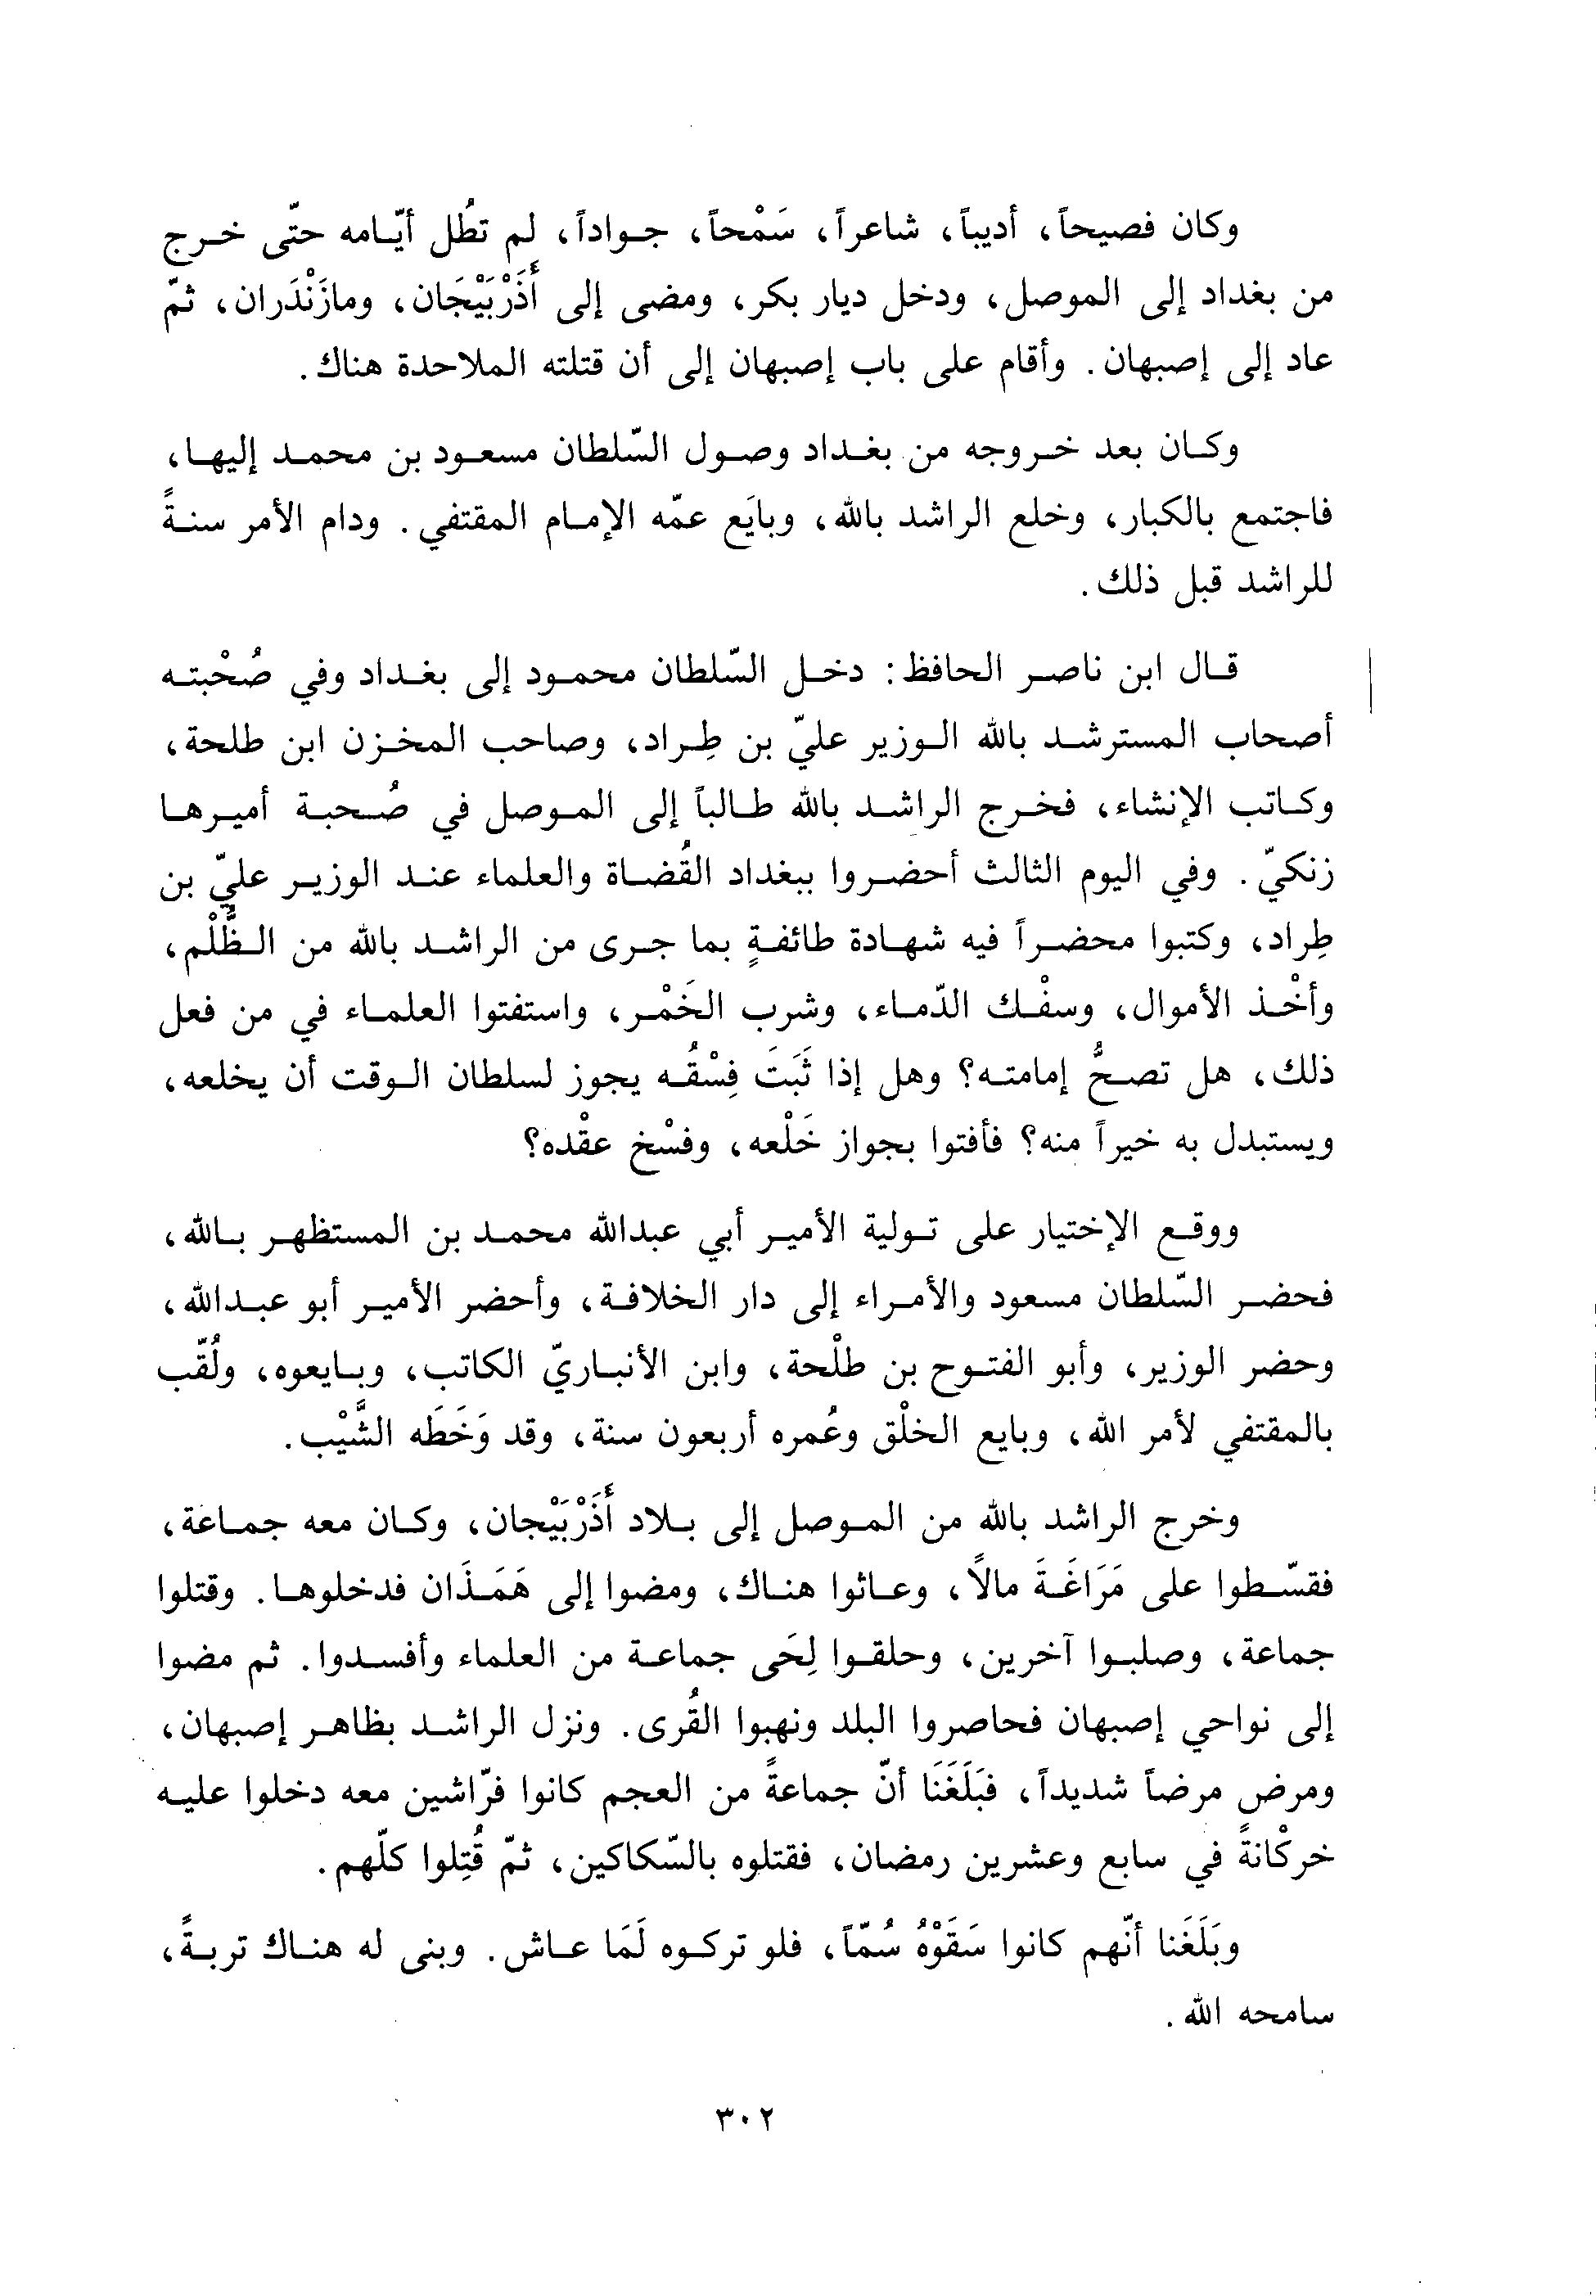 وكان فصيحاً، أديباً، شاعراً، سَمْحاً، جواداً، لم تطُل أيّامه حتّى خرج
من بغداد إلى الموصل، ودخل ديار بكر، ومضى إلى أَذَرْبَيْجَان، ومازَنْدَران، ثمّ
عاد إلى إصبهان. وأقام على باب إصبهان إلى أن قتلته الملاحدة هناك.
وكان بعد خروجه من بغداد وصول السّلطان مسعود بن محمد إليها،
فاجتمع بالكبار، وخلع الراشد بالله، وبايَع عمّه الإمام المقتفي. ودام الأمر سنةً
للراشد قبل ذلك.
قال ابن ناصر الحافظ: دخل السّلطان محمود إلى بغداد وفي صُحْبته
أصحاب المسترشد بالله الوزير عليّ بن طِراد، وصاحب المخزن ابن طلحة،
وكاتب الإنشاء، فخرج الراشد بالله طالباً إلى الموصل في صُحبة أميرها
زنكيّ. وفي اليوم الثالث أحضروا ببغداد القُضاة والعلماء عند الوزير عليّ بن
طِراد، وكتبوا محضراً فيه شهادة طائفةٍ بما جرى من الراشد بالله من الظُّلْم،
وأخْذ الأموال، وسفْك الدّماء، وشرب الخَمْر، واستفتوا العلماء في من فعل
ذلك، هل تصحُّ إمامته؟ وهل إذا ثَبَتَ فِسْقُه يجوز لسلطان الوقت أن يخلعه،
ويستبدل به خيراً منه؟ فأفتوا بجواز خَلْعه، وفسْخ عقْده؟
ووقع الإختيار على تولية الأمير أبي عبدالله محمد بن المستظهر بالله،
فحضر السّلطان مسعود والأمراء إلى دار الخلافة، وأحضر الأمير أبو عبدالله،
وحضر الوزير، وأبو الفتوح بن طلْحة، وابن الأنباريّ الكاتب، وبايعوه، ولُقّب
بالمقتفي لأمر الله، وبايع الخلْق وعُمره أربعون سنة، وقد وَخَطَه الشَّيْب.
وخرج الراشد بالله من الموصل إلى بلاد أَذَرْبَيْجان، وكان معه جماعة،
فقسّطوا على مَرَاغَةَ مالاً، وعاثوا هناك، ومضوا إلى هَمَذَان فدخلوها. وقتلوا
جماعة، وصلبوا آخرين، وحلقوا لِحَى جماعة من العلماء وأفسدوا. ثم مضوا
إلى نواحي إصبهان فحاصروا البلد ونهبوا القُرى. ونزل الراشد بظاهر إصبهان،
ومرض مرضاً شديداً، فبَلَغَنَا أنّ جماعةً من العجم كانوا فرّاشين معه دخلوا عليه
خركْانةً في سابع وعشرين رمضان، فقتلوه بالسّكاكين، ثمّ قُتِلوا كلّهم.
وبَلَغَنا أنّهم كانوا سَقَوْهُ سُمّاً، فلو تركوه لَمَا عاش. وبنى له هناك تربةً،
سامحه الله.
٣٠٢